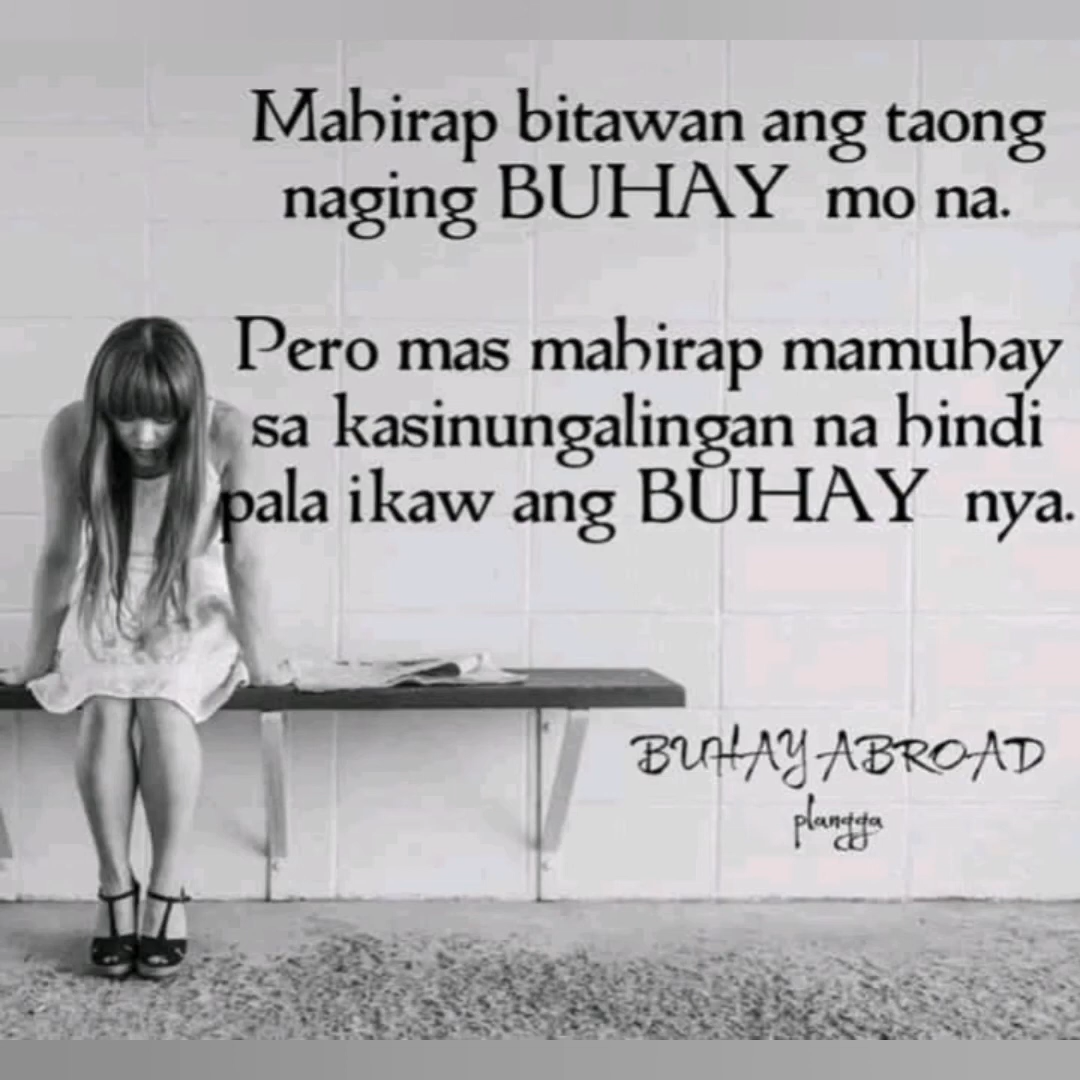 Mahirap bitawan ang taong
naging BUHAY mo na.
Pero mas mahirap mamuhay
sa kasinungalingan na hindi
pala ikaw ang BUHAY nya.
BUHAY ABROAD
plangga